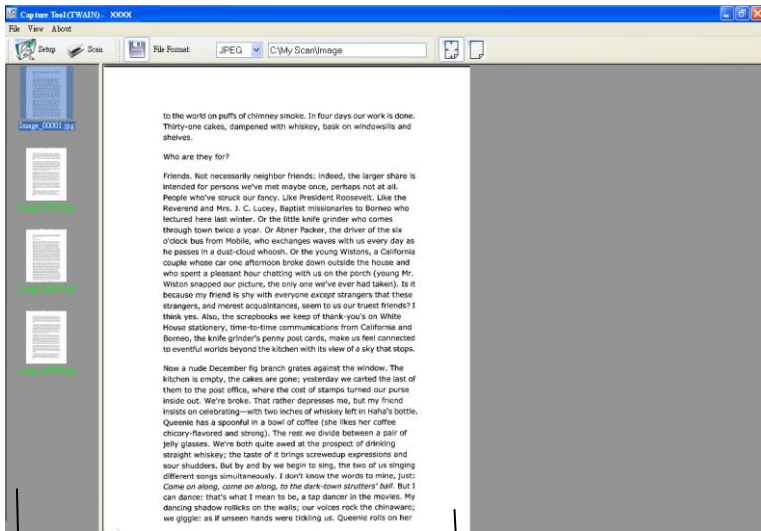 Capture Tool(TWAIN) - XXXX
File View About
Setup Scan File Format: JPEG C:\My Scan\Image
Image_00001.jpg
to the world on puffs of chimney smoke. In four days our work is done.
Thirty-one cakes, dampened with whiskey, bask on windowsills and
shelves.
Who are they for?
Friends. Not necessarily neighbor friends: indeed, the larger share is
intended for persons we've met maybe once, perhaps not at all.
People who've struck our fancy. Like President Roosevelt. Like the
Reverend and Mrs. J. C. Lucey, Baptist missionaries to Borneo who
lectured here last winter. Or the little knife grinder who comes
through town twice a year. Or Abner Packer, the driver of the six
o'clock bus from Mobile, who exchanges waves with us every day as
he passes in a dust-cloud whoosh. Or the young Wistons, a California
couple whose car one afternoon broke down outside the house and
who spent a pleasant hour chatting with us on the porch (young Mr.
Wiston snapped our picture, the only one we've ever had taken). Is it
because my friend is shy with everyone except strangers that these
strangers, and merest acquaintances, seem to us our truest friends? I
think yes. Also, the scrapbooks we keep of thank-you's on White
House stationery, time-to-time communications from California and
Borneo, the knife grinder's penny post cards, make us feel connected
to eventful worlds beyond the kitchen with its view of a sky that stops.
Now a nude December fig branch grates against the window. The
kitchen is empty, the cakes are gone; yesterday we carted the last of
them to the post office, where the cost of stamps turned our purse
inside out. We're broke. That rather depresses me, but my friend
insists on celebrating—with two inches of whiskey left in Haha's bottle.
Queenie has a spoonful in a bowl of coffee (she likes her coffee
chicory-flavored and strong). The rest we divide between a pair of
jelly glasses. We're both quite awed at the prospect of drinking
straight whiskey; the taste of it brings screwedup expressions and
sour shudders. But by and by we begin to sing, the two of us singing
different songs simultaneously. I don't know the words to mine, just:
Come on along, come on along, to the dark-town strutters' ball. But I
can dance: that's what I mean to be, a tap dancer in the movies. My
dancing shadow rollicks on the walls; our voices rock the chinaware;
we giggle: as if unseen hands were tickling us. Queenie rolls on her